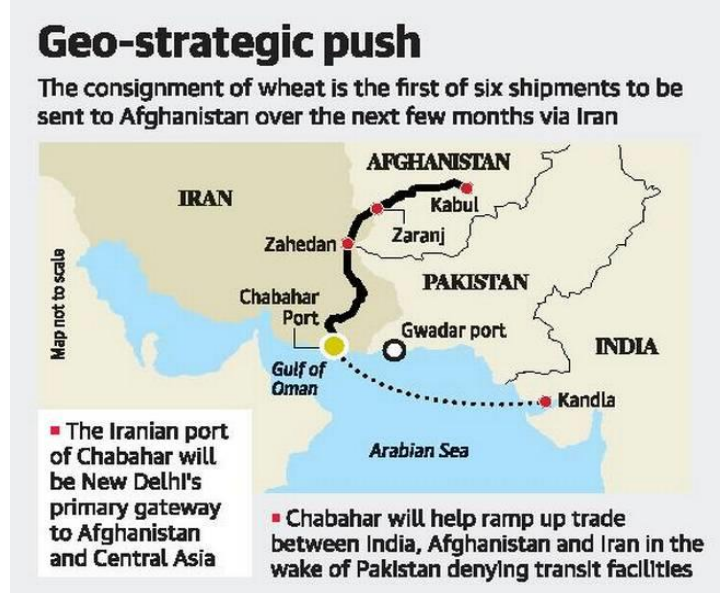 Geo-strategic push
The consignment of wheat is the first of six shipments to be
sent to Afghanistan over the next few months via Iran
AFGHANISTAN
IRAN
Kabul
Zaranj
Zahedan
PAKISTAN
Map not to scale
Chabahar
Port
Gwadar port
INDIA
Gulf of
Oman
Kandla
Arabian Sea
The Iranian port
of Chabahar will
be New Delhi's
primary gateway
to Afghanistan
and Central Asia
Chabahar will help ramp up trade
between India, Afghanistan and Iran in the
wake of Pakistan denying transit facilities